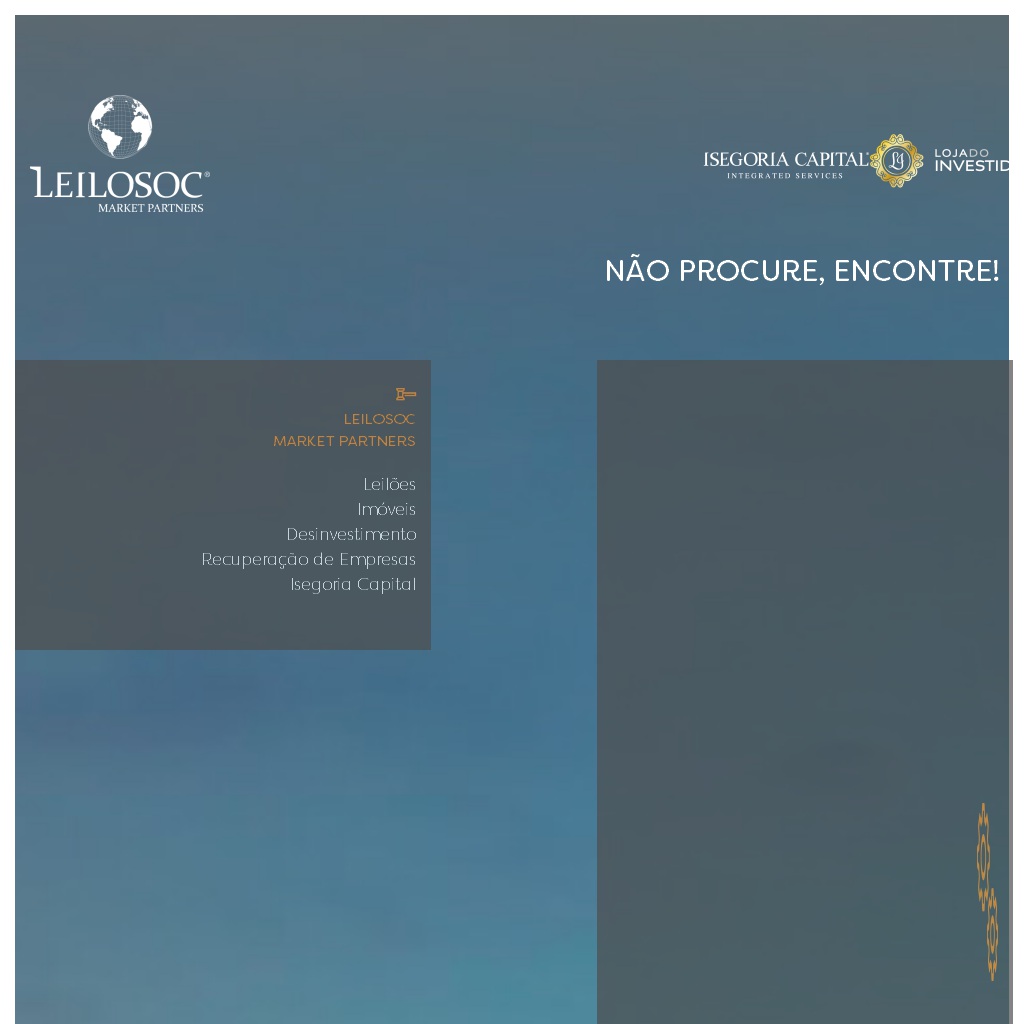 LEILOSOC®
MARKET PARTNERS
ISEGORIA CAPITAL
INTEGRATED SERVICES
LJ
LOJADO
INVESTID
NÃO PROCURE, ENCONTRE!
LEILOSOC
MARKET PARTNERS
Leilões
Imóveis
Desinvestimento
Recuperação de Empresas
Isegoria Capital